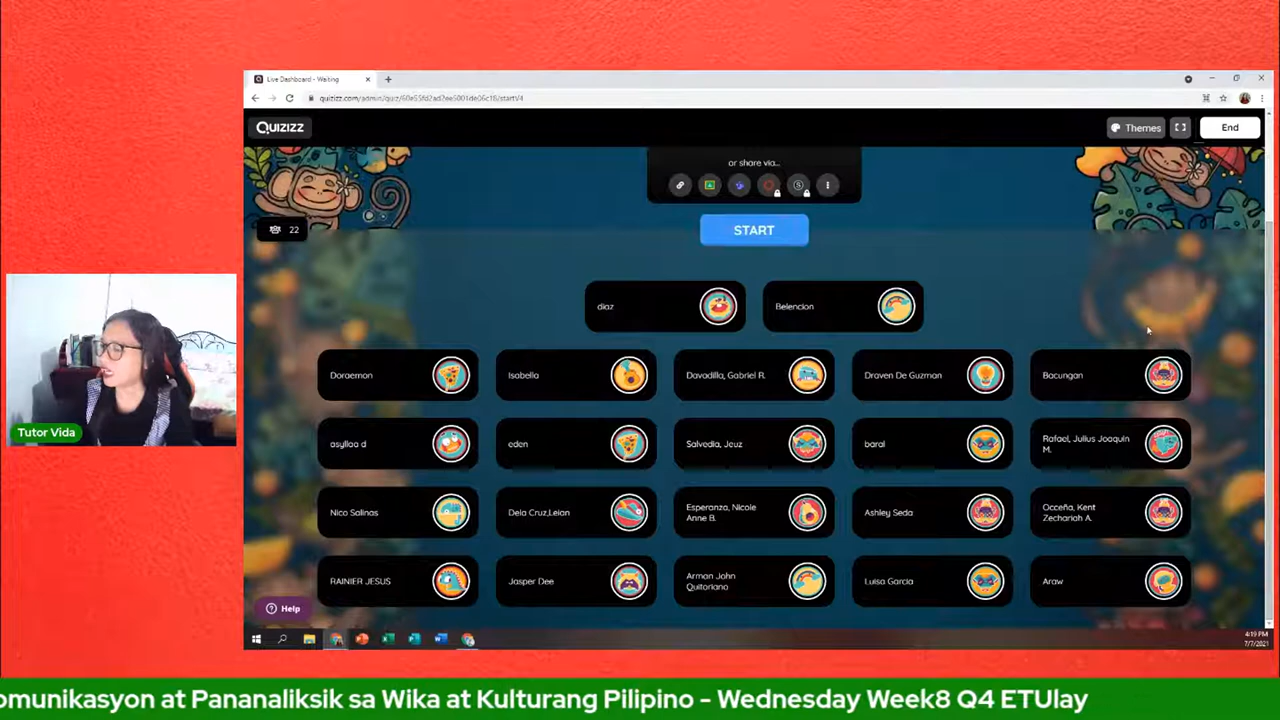 Live Dashboard - Waiting
quizizz.com/admin/quiz/60e55fd2ad2ee5001de06c18/startV4
QUIZIZZ
Themes
End
or share via...
START
22
diaz
Belencion
Doraemon
Isabella
Davadilla, Gabriel R.
Draven De Guzman
Bacungan
asyllaa d
eden
Salvedia, Jeuz
baral
Rafael, Julius Joaquin
M.
Nico Salinas
Dela Cruz,Leian
Esperanza, Nicole
Anne B.
Ashley Seda
Occeña, Kent
Zechariah A.
RAINIER JESUS
Jasper Dee
Arman John
Quitoriano
Luisa Garcia
Araw
Help
Tutor Vida
4:19 PM
7/7/2021
omunikasyon at Pananaliksik sa Wika at Kulturang Pilipino - Wednesday Week8 Q4 ETUlay